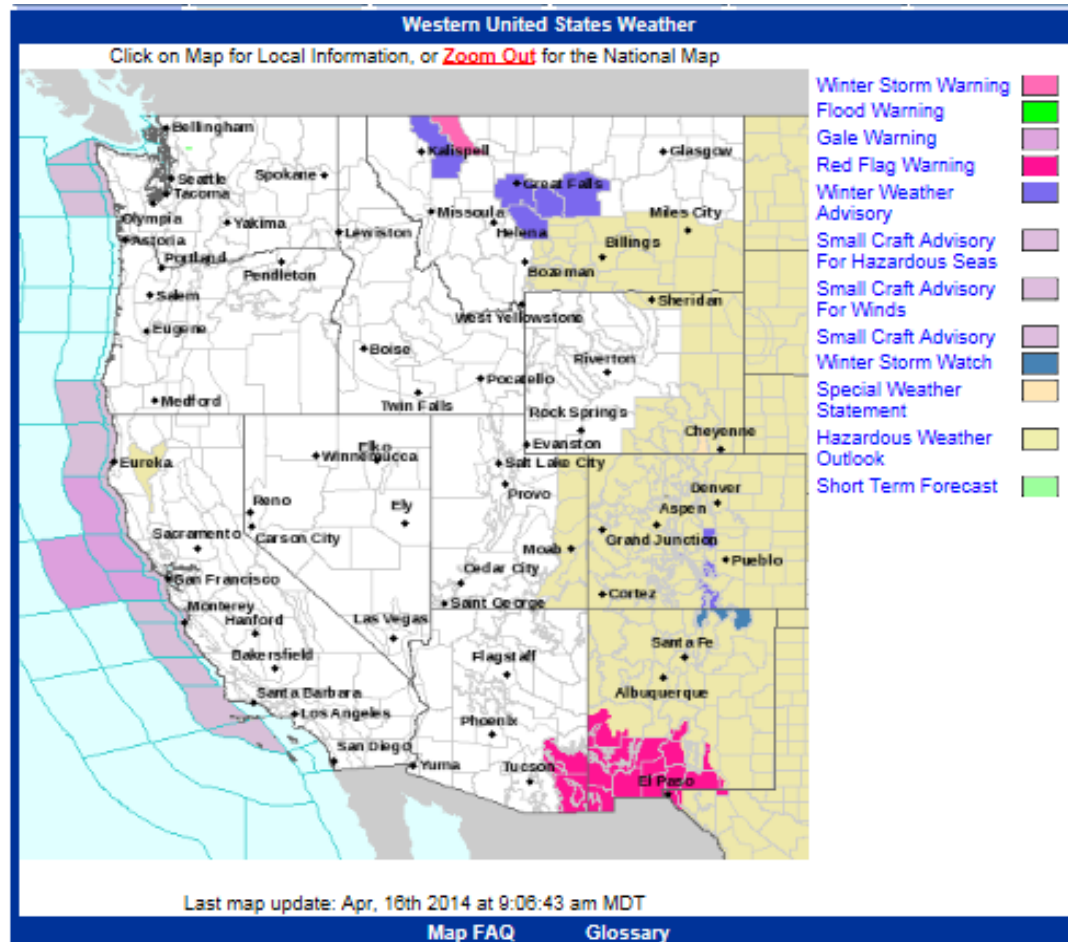 Western United States Weather
Click on Map for Local Information, or Zoom Out for the National Map
Winter Storm Warning
Flood Warning
Gale Warning
Red Flag Warning
Winter Weather
Advisory
Small Craft Advisory
For Hazardous Seas
Small Craft Advisory
For Winds
Small Craft Advisory
Winter Storm Watch
Special Weather
Statement
Hazardous Weather
Outlook
Short Term Forecast
Bellingham
Kalispell
Glasgow
Seattle
Spokane
Great Falls
Tacoma
Olympia
Yakima
Missoula
Miles City
Astoria
Lewiston
Helena
Billings
Portland
Pendleton
Bozeman
Salem
Sheridan
Eugene
West Yellowstone
Boise
Riverton
Pocatello
Medford
Twin Falls
Rock Springs
Cheyenne
Elko
Evanston
Eureka
Winnemucca
Salt Lake City
Provo
Denver
Reno
Ely
Aspen
Sacramento
Carson City
Moab
Grand Junction
Pueblo
San Francisco
Cedar City
Cortez
Monterey
Saint George
Hanford
Las Vegas
Santa Fe
Bakersfield
Flagstaff
Albuquerque
Santa Barbara
Los Angeles
Phoenix
San Diego
Yuma
Tucson
El Paso
Last map update: Apr, 16th 2014 at 9:06:43 am MDT
Map FAQ Glossary